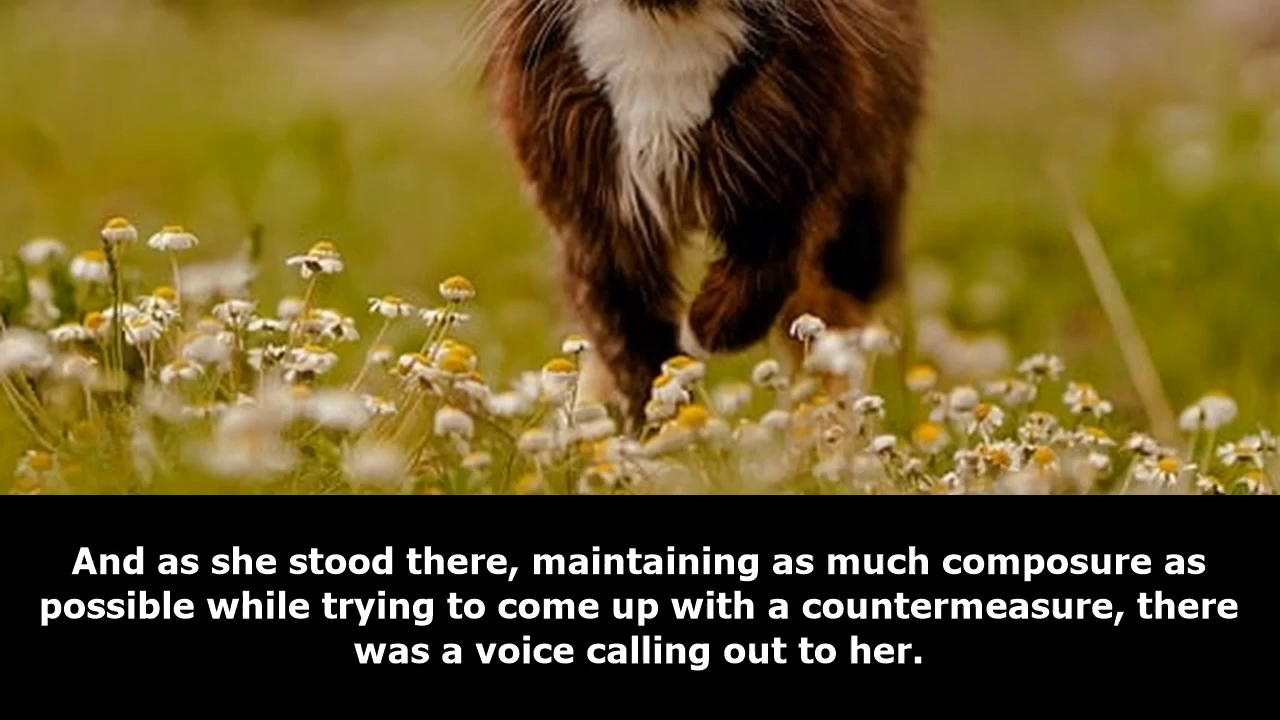 And as she stood there, maintaining as much composure as
possible while trying to come up with a countermeasure, there
was a voice calling out to her.